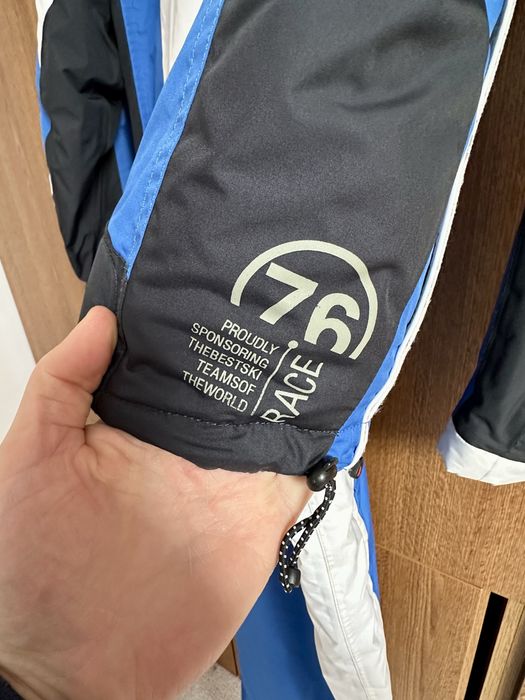 76
PROUDLY
SPONSORING
THEBESTSKI
TEAMSOF
THEWORLD
RACE